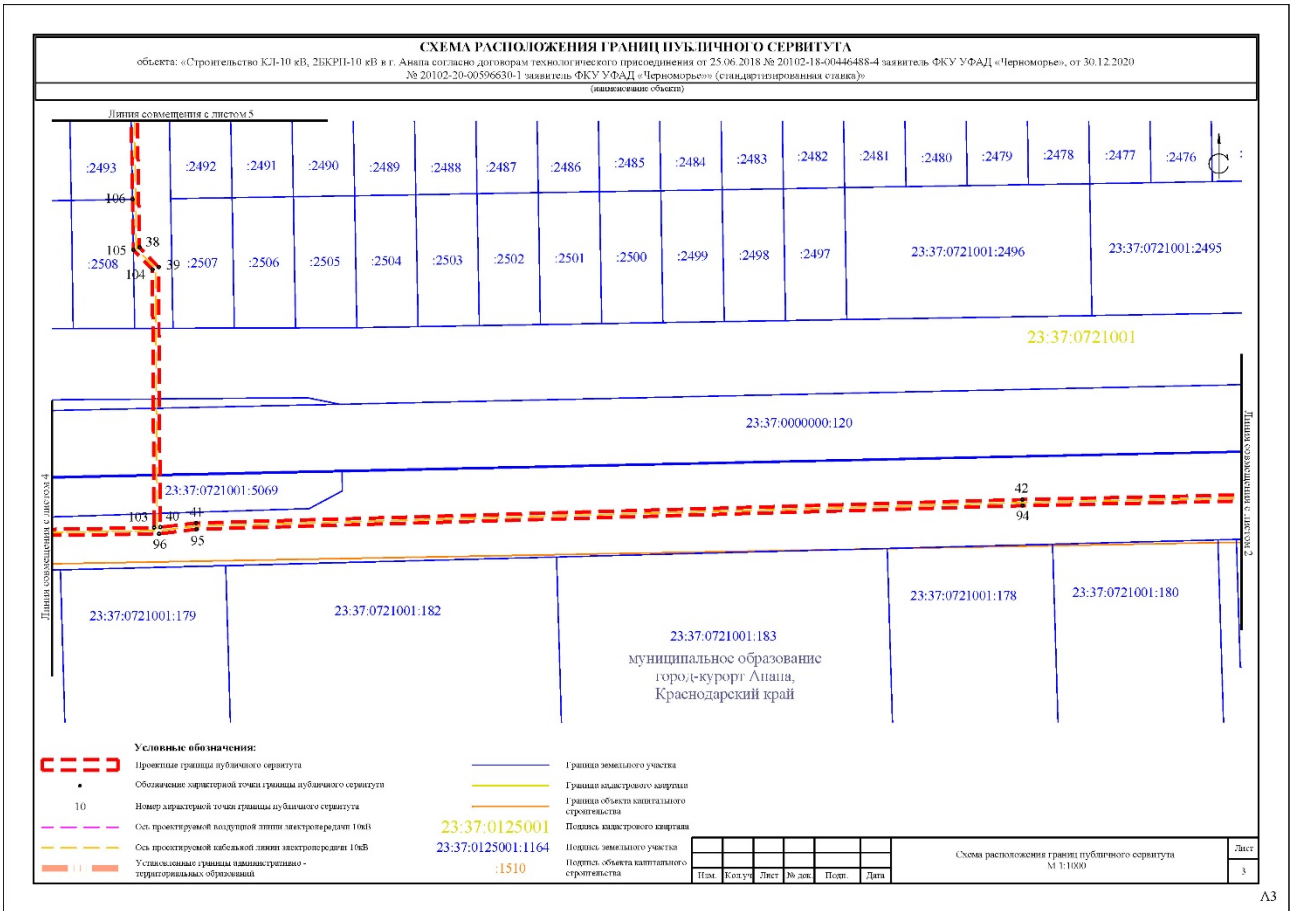 СХЕМА РАСПОЛОЖЕНИЯ ГРАНИЦ ПУБЛИЧНОГО СЕРВИТУТА
объекта: «Строительство КЛ-10 кВ, 2БКРП-10 кВ в г. Анапа согласно договорам технологического присоединения от 25.06.2018 № 20102-18-00446488-4 заявитель ФКУ УФАД «Черноморье», от 30.12.2020
№ 20102-20-00596630-1 заявитель ФКУ УФАД «Черноморье»» (стандартизированная ставка)»
(наименование объекта)
Линия совмещения с листом 5
:2493
:2492
:2491
:2490
:2489
:2488
:2487
:2486
:2485
:2484
:2483
:2482
:2481
:2480
:2479
:2478
:2477
:2476
:
С
106
105
38
104
39
:2508
:2507
:2506
:2505
:2504
:2503
:2502
:2501
:2500
:2499
:2498
:2497
23:37:0721001:2496
23:37:0721001:2495
23:37:0721001
23:37:0000000:120
Линия совмещения с листом 4
Линия совмещения с листом 2
23:37:0721001:5069
103
40
41
96
95
42
94
23:37:0721001:179
23:37:0721001:182
23:37:0721001:183
23:37:0721001:178
23:37:0721001:180
муниципальное образование
город-курорт Анапа,
Краснодарский край
Условные обозначения:
Проектные границы публичного сервитута
Обозначение характерной точки границы публичного сервитута
10
Номер характерной точки границы публичного сервитута
Ось проектируемой воздушной линии электропередачи 10кВ
Ось проектируемой кабельной линии электропередачи 10кВ
Установленные границы административно -
территориальных образований
Граница земельного участка
Граница кадастрового квартала
Граница объекта капитального
строительства
23:37:0125001
Подпись кадастрового квартала
23:37:0125001:1164
Подпись земельного участка
:1510
Подпись объекта капитального
строительства
Изм.
Кол.уч
Лист
№ док.
Подп.
Дата
Схема расположения границ публичного сервитута
М 1:1000
Лист
3
А3